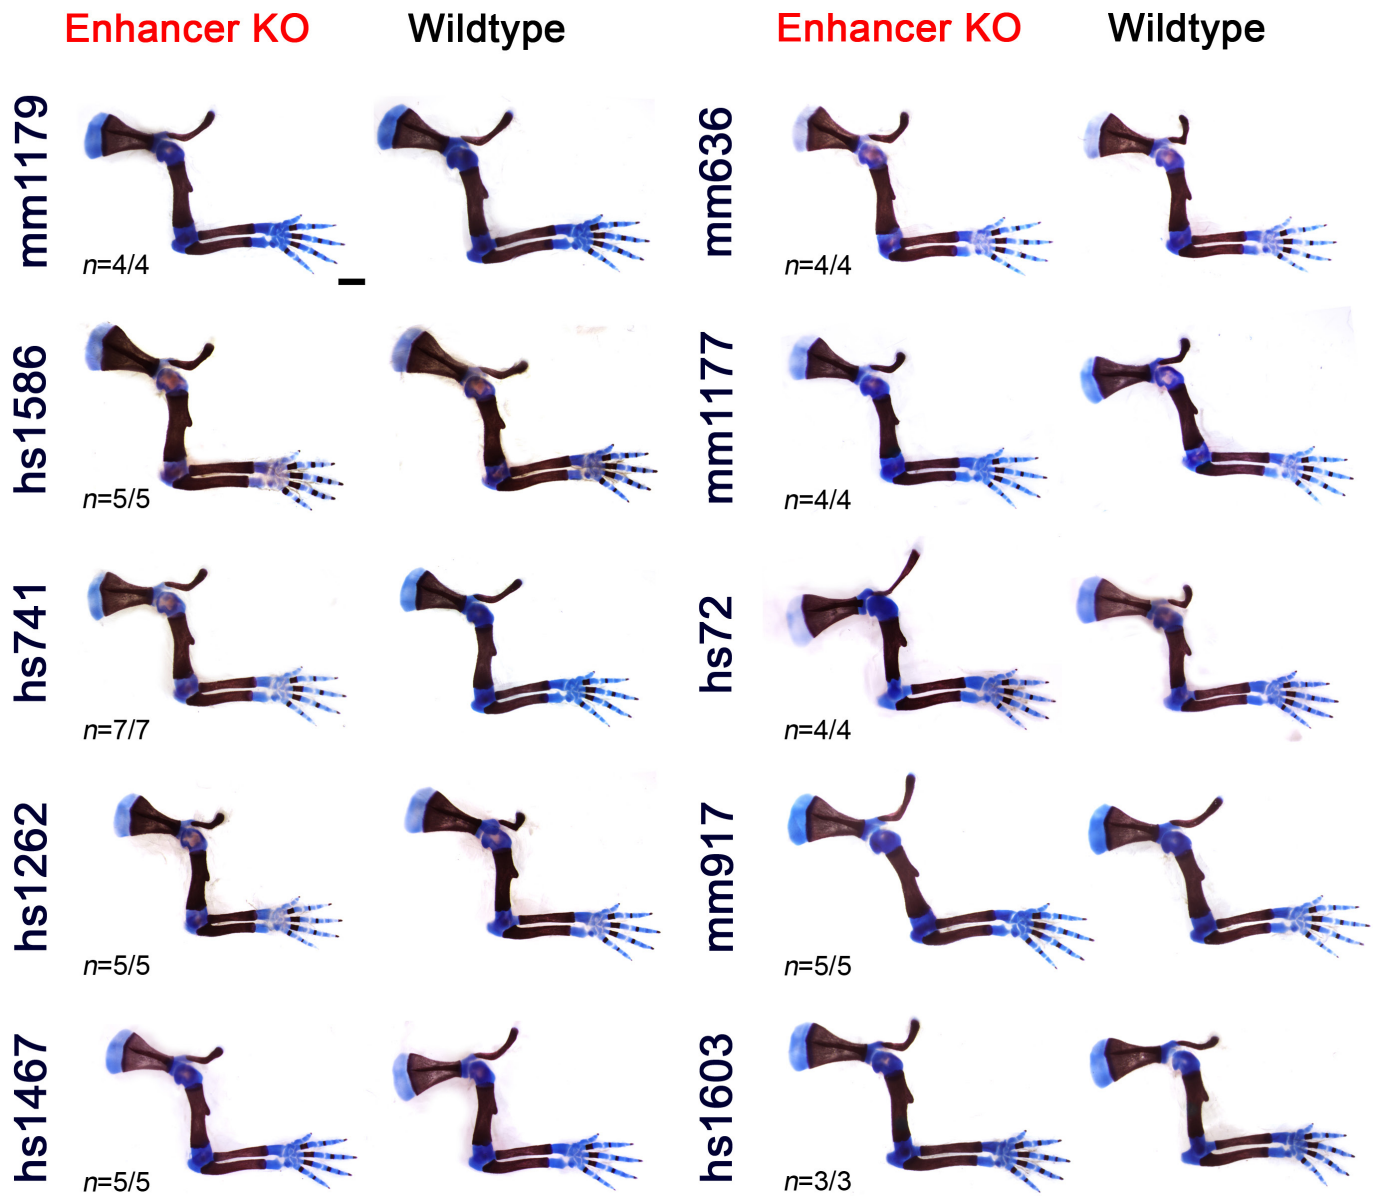 Enhancer KO Wildtype Enhancer KO Wildtype
mm1179
n=4/4
mm636
n=4/4
hs1586
n=5/5
mm1177
n=4/4
hs741
n=7/7
hs72
n=4/4
hs1262
n=5/5
mm917
n=5/5
hs1467
n=5/5
hs1603
n=3/3